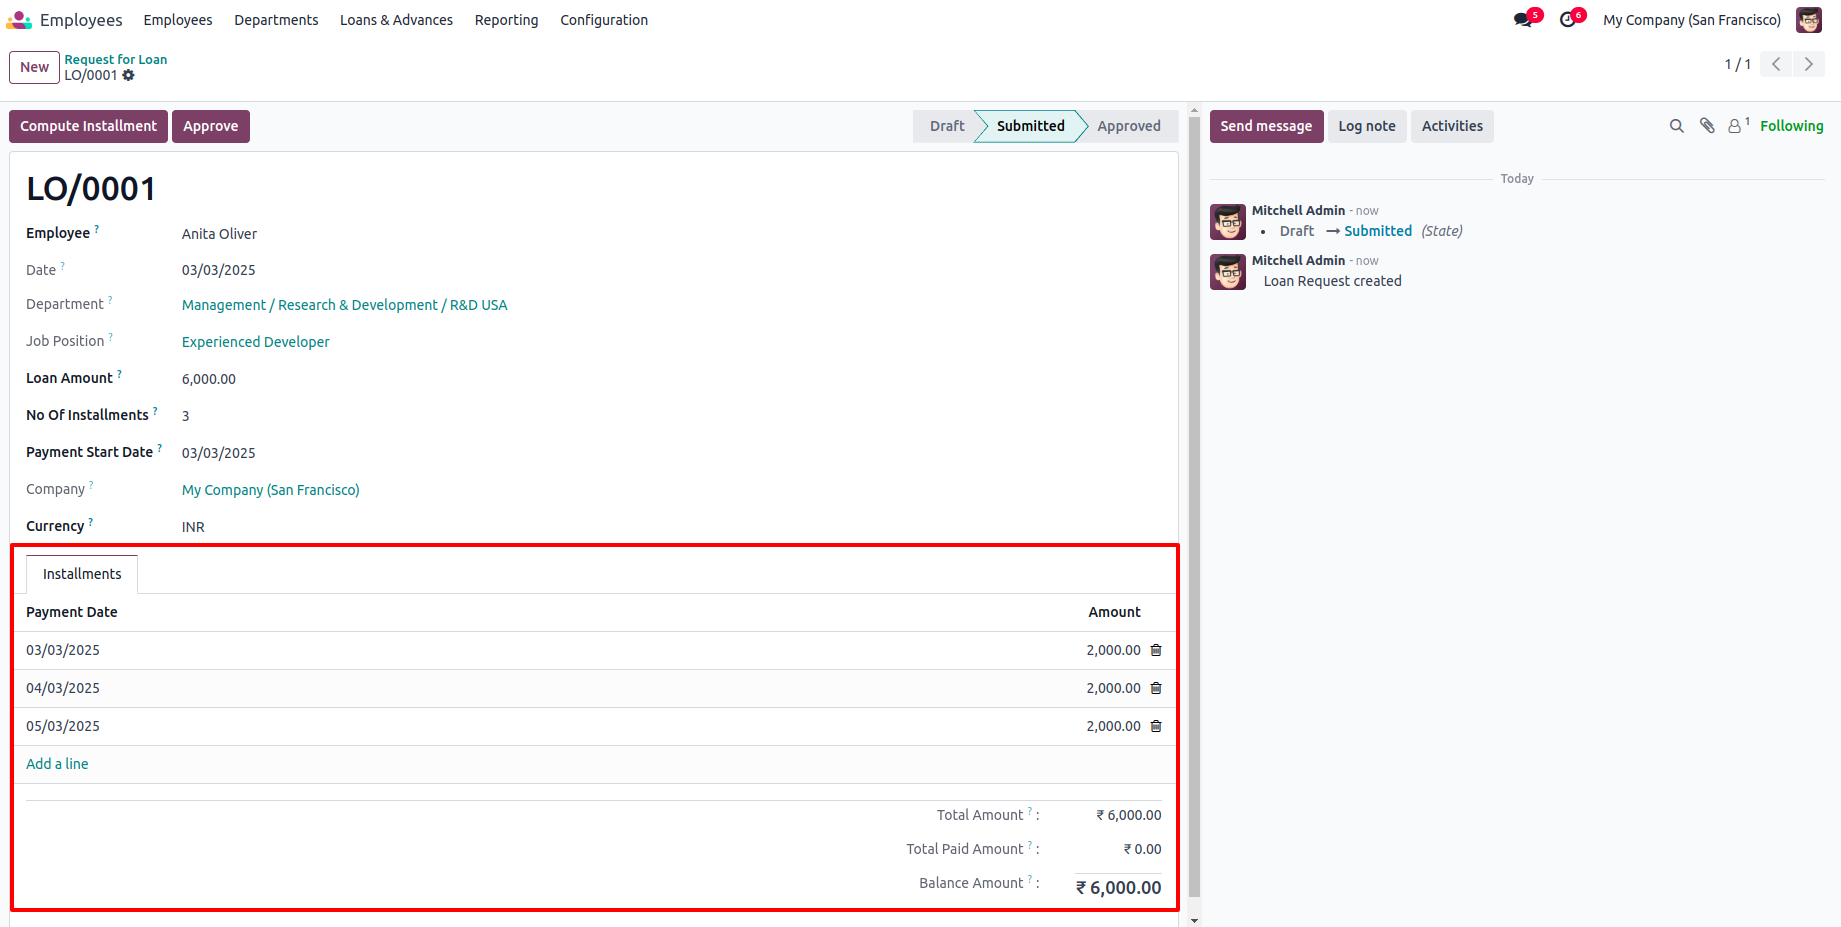 Employees Employees Departments Loans & Advances Reporting Configuration 5 6 My Company (San Francisco)
New Request for Loan
LO/0001
1 / 1
Compute Installment Approve Draft Submitted Approved
Send message Log note Activities 1 Following
LO/0001
Employee ? Anita Oliver
Date ? 03/03/2025
Department ? Management / Research & Development / R&D USA
Job Position ? Experienced Developer
Loan Amount ? 6,000.00
No Of Installments ? 3
Payment Start Date ? 03/03/2025
Company ? My Company (San Francisco)
Currency ? INR
Installments
Payment Date Amount
03/03/2025 2,000.00
04/03/2025 2,000.00
05/03/2025 2,000.00
Add a line
Total Amount ? : ₹ 6,000.00
Total Paid Amount ? : ₹ 0.00
Balance Amount ? : ₹ 6,000.00
Today
Mitchell Admin - now
• Draft → Submitted (State)
Mitchell Admin - now
Loan Request created